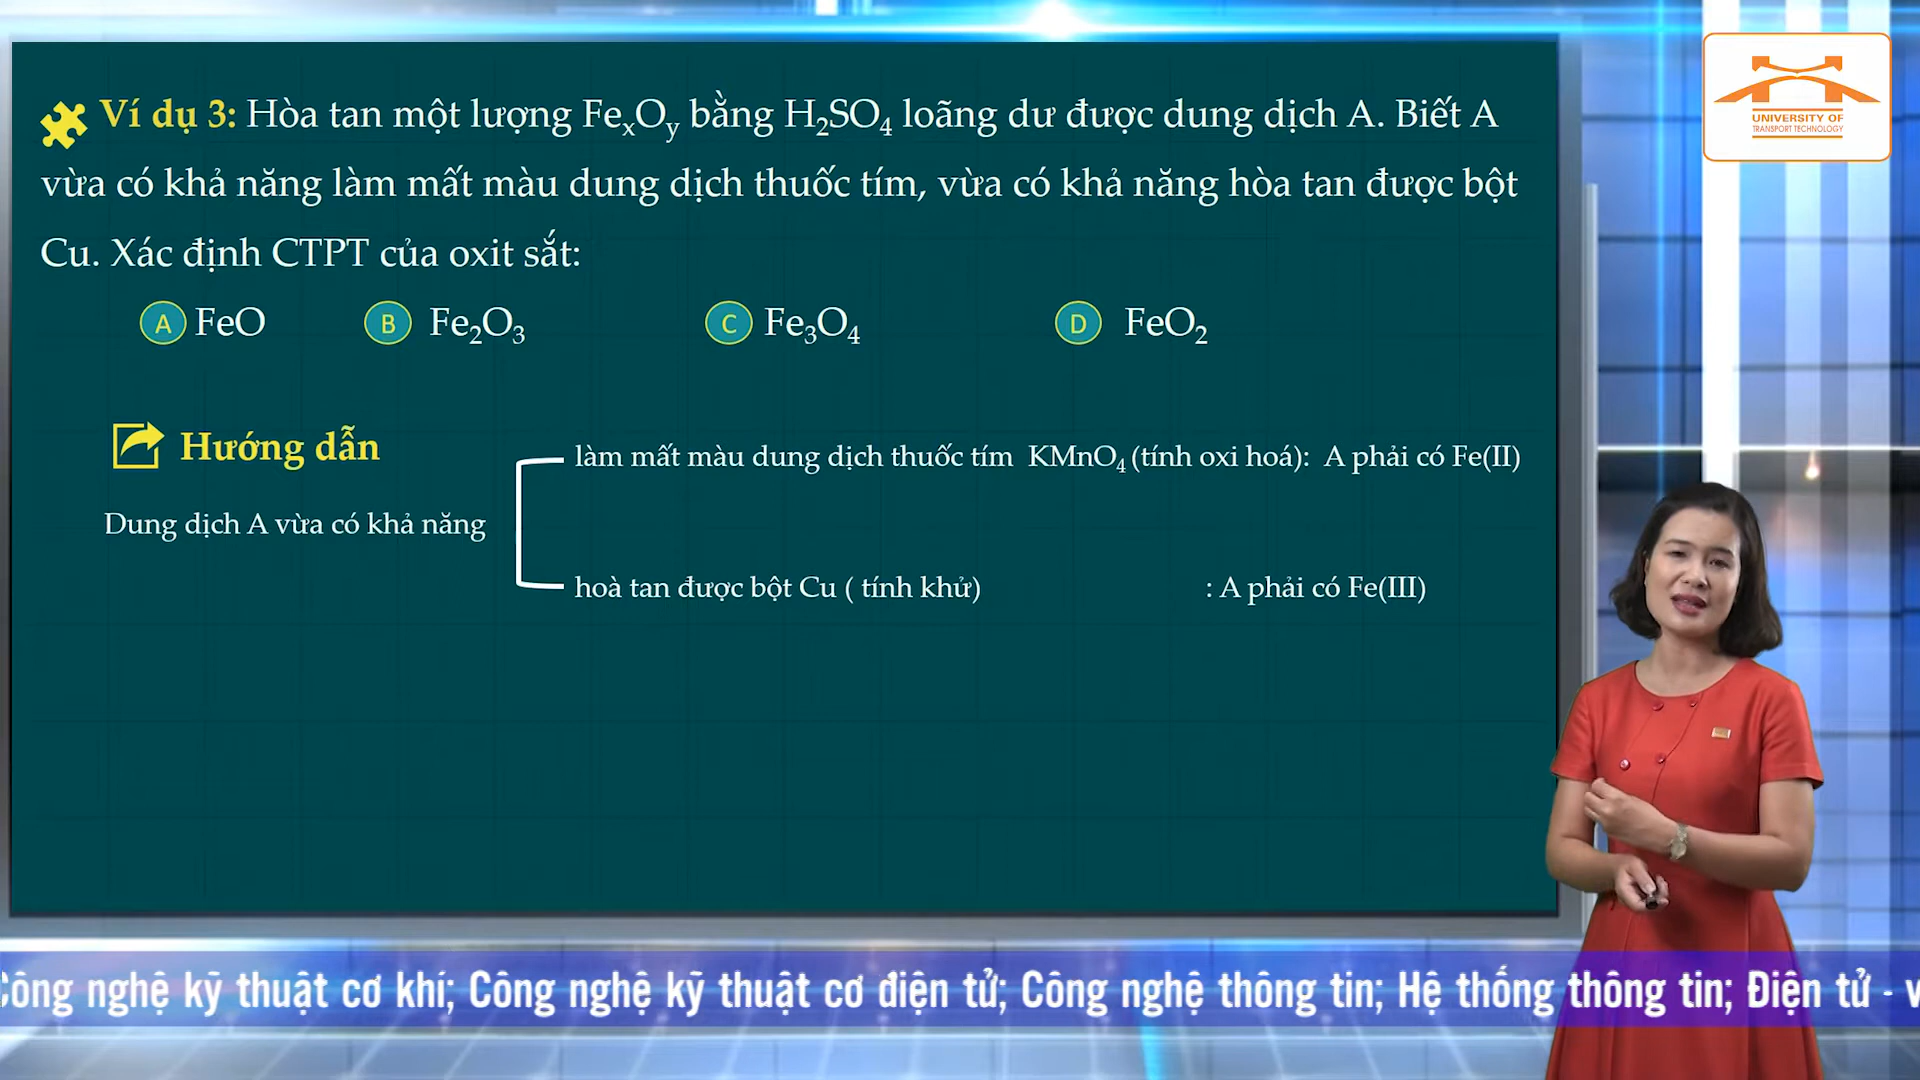 Ví dụ 3: Hòa tan một lượng FeₓOᵧ bằng H₂SO₄ loãng dư được dung dịch A. Biết A
vừa có khả năng làm mất màu dung dịch thuốc tím, vừa có khả năng hòa tan được bột
Cu. Xác định CTPT của oxit sắt:
A FeO B Fe₂O₃ C Fe₃O₄ D FeO₂
Hướng dẫn
làm mất màu dung dịch thuốc tím KMnO₄ (tính oxi hoá): A phải có Fe(II)
Dung dịch A vừa có khả năng
hoà tan được bột Cu ( tính khử) : A phải có Fe(III)
UNIVERSITY OF
TRANSPORT TECHNOLOGY
Công nghệ kỹ thuật cơ khí; Công nghệ kỹ thuật cơ điện tử; Công nghệ thông tin; Hệ thống thông tin; Điện tử - v